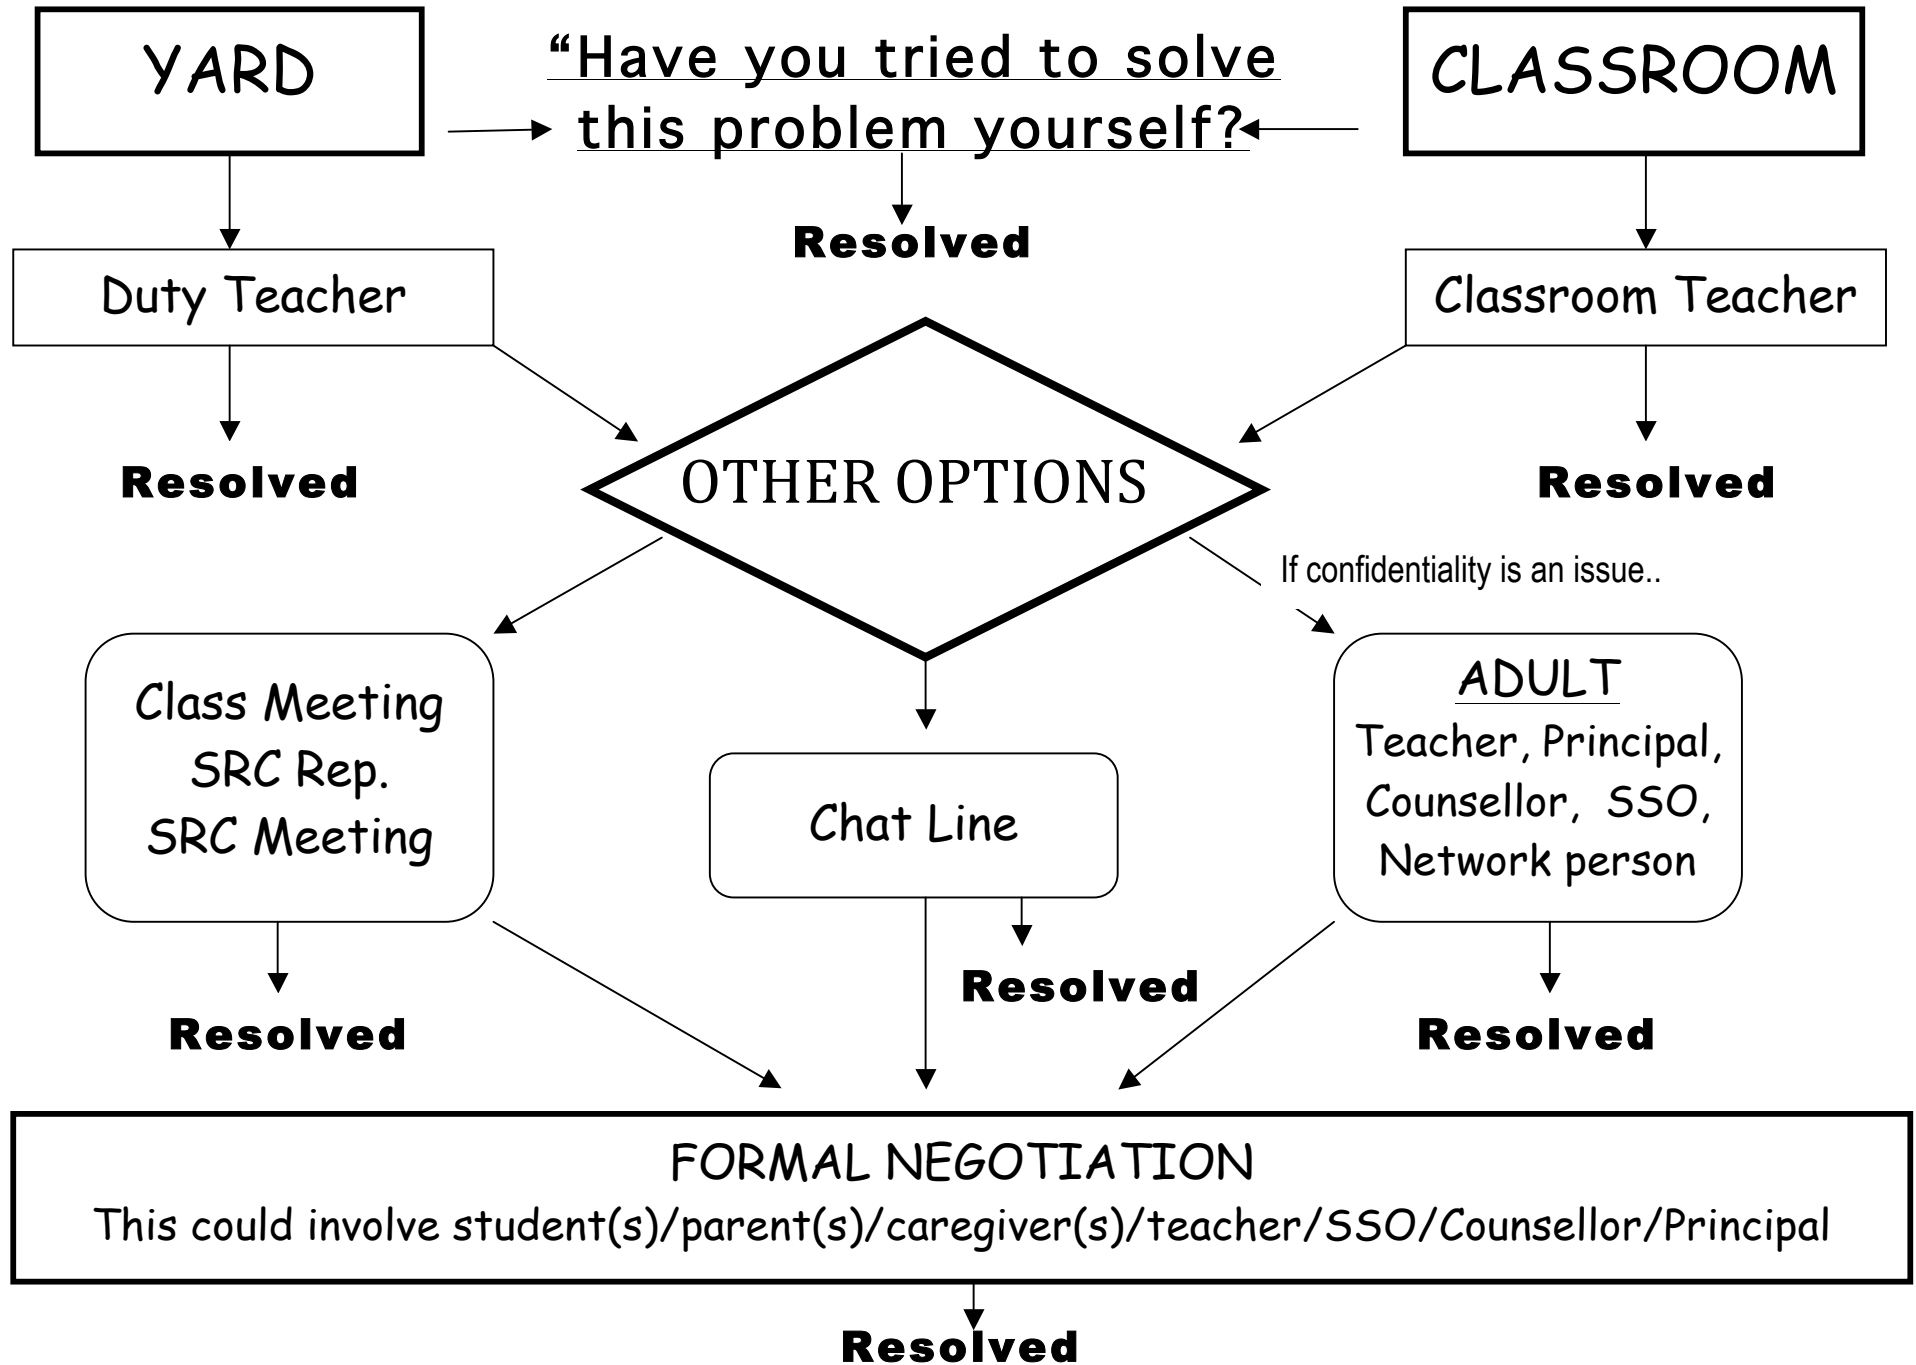 YARD
“Have you tried to solve
this problem yourself?
CLASSROOM
Resolved
Duty Teacher
Classroom Teacher
Resolved
OTHER OPTIONS
Resolved
If confidentiality is an issue..
Class Meeting
SRC Rep.
SRC Meeting
Chat Line
ADULT
Teacher, Principal,
Counsellor, SSO,
Network person
Resolved
Resolved
Resolved
FORMAL NEGOTIATION
This could involve student(s)/parent(s)/caregiver(s)/teacher/SSO/Counsellor/Principal
Resolved